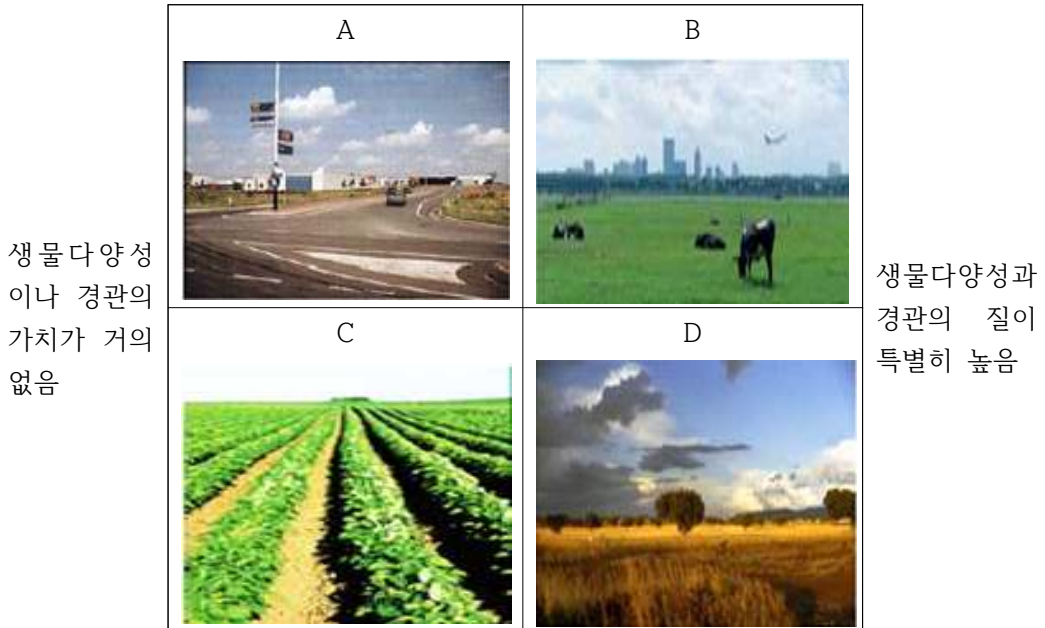 A
B
생물다양성
이나 경관의
가치가 거의
없음
생물다양성과
경관의 질이
특별히 높음
C
D